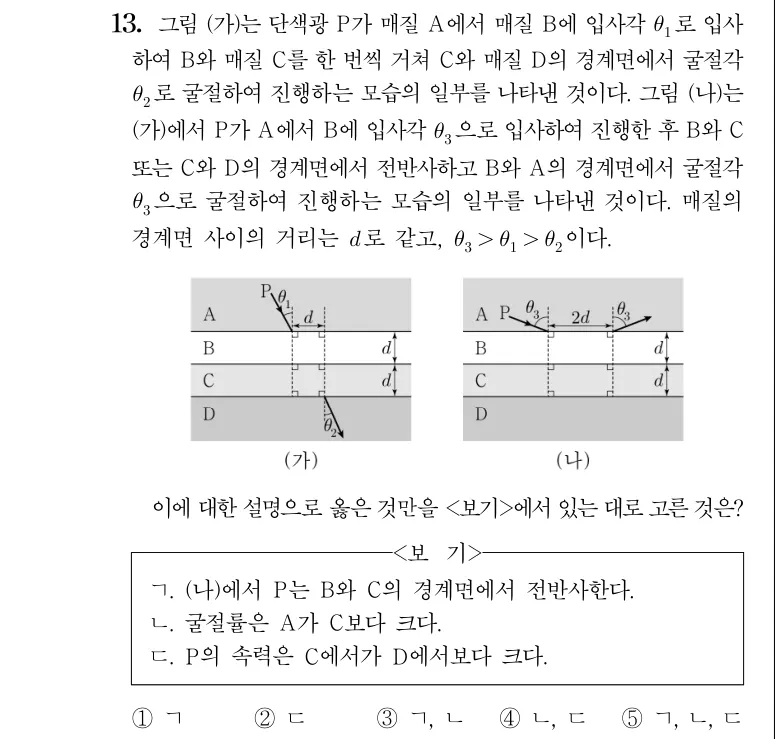 13. 그림 (가)는 단색광 P가 매질 A에서 매질 B에 입사각 θ₁로 입사
하여 B와 매질 C를 한 번씩 거쳐 C와 매질 D의 경계면에서 굴절각
θ₂로 굴절하여 진행하는 모습의 일부를 나타낸 것이다. 그림 (나)는
(가)에서 P가 A에서 B에 입사각 θ₃으로 입사하여 진행한 후 B와 C
또는 C와 D의 경계면에서 전반사하고 B와 A의 경계면에서 굴절각
θ₃으로 굴절하여 진행하는 모습의 일부를 나타낸 것이다. 매질의
경계면 사이의 거리는 d로 같고, θ₃>θ₁>θ₂이다.
P θ₁
A d
B d
C d
D θ₂
(가)
A P θ₃ 2d θ₃
B d
C d
D
(나)
이에 대한 설명으로 옳은 것만을 <보기>에서 있는 대로 고른 것은?
<보 기>
ㄱ. (나)에서 P는 B와 C의 경계면에서 전반사한다.
ㄴ. 굴절률은 A가 C보다 크다.
ㄷ. P의 속력은 C에서가 D에서보다 크다.
① ㄱ ② ㄷ ③ ㄱ, ㄴ ④ ㄴ, ㄷ ⑤ ㄱ, ㄴ, ㄷ